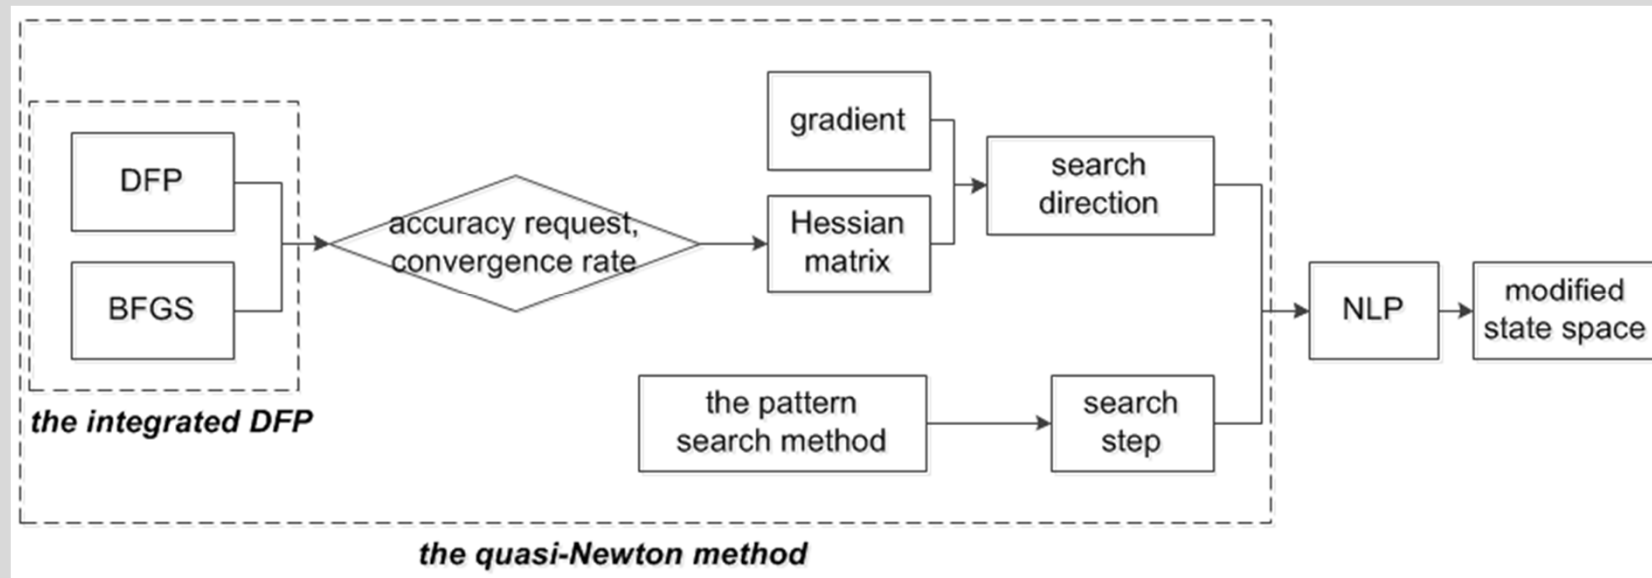 DFP
BFGS
the integrated DFP
accuracy request,
convergence rate
gradient
Hessian
matrix
search
direction
the pattern
search method
search
step
NLP
modified
state space
the quasi-Newton method